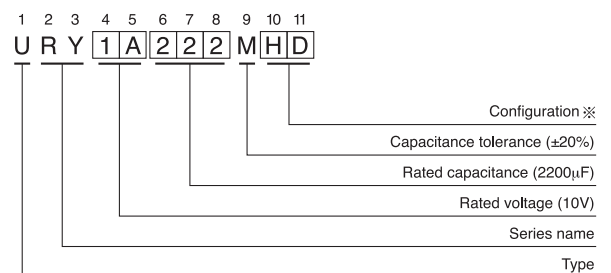 1 2 3 4 5 6 7 8 9 10 11
U R Y 1 A 2 2 2 M H D
Configuration ※
Capacitance tolerance (±20%)
Rated capacitance (2200µF)
Rated voltage (10V)
Series name
Type